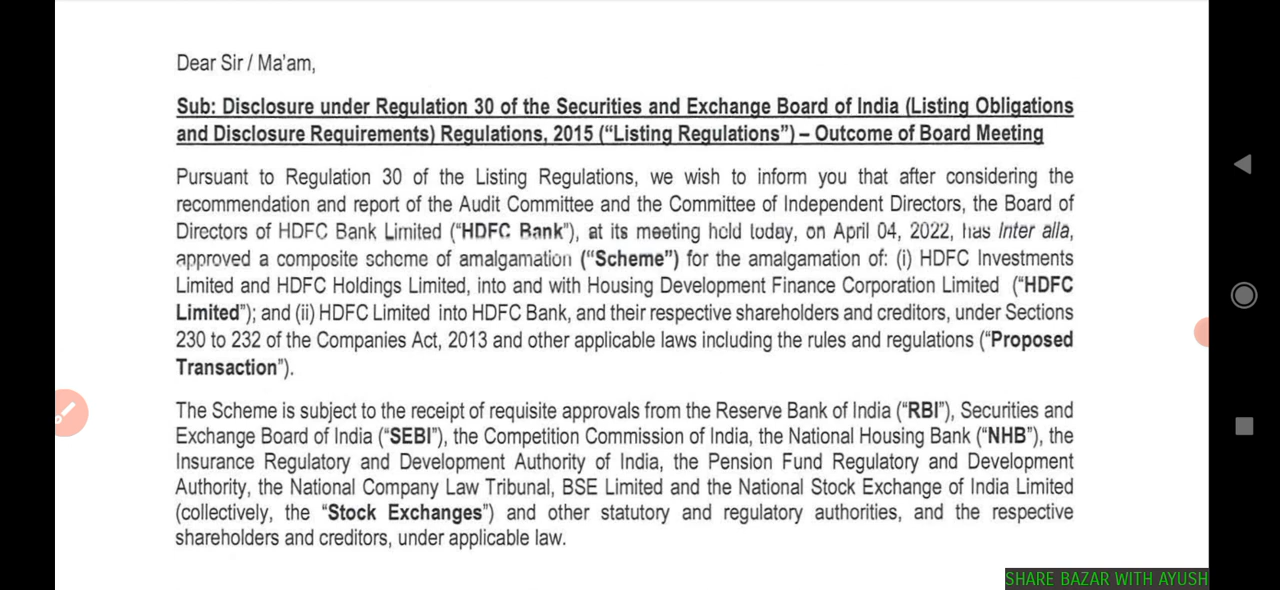 Dear Sir / Ma'am,
Sub: Disclosure under Regulation 30 of the Securities and Exchange Board of India (Listing Obligations
and Disclosure Requirements) Regulations, 2015 ("Listing Regulations") – Outcome of Board Meeting
Pursuant to Regulation 30 of the Listing Regulations, we wish to inform you that after considering the
recommendation and report of the Audit Committee and the Committee of Independent Directors, the Board of
Directors of HDFC Bank Limited ("HDFC Bank"), at its meeting held today, on April 04, 2022, has Inter alia,
approved a composite scheme of amalgamation ("Scheme") for the amalgamation of: (i) HDFC Investments
Limited and HDFC Holdings Limited, into and with Housing Development Finance Corporation Limited ("HDFC
Limited"); and (ii) HDFC Limited into HDFC Bank, and their respective shareholders and creditors, under Sections
230 to 232 of the Companies Act, 2013 and other applicable laws including the rules and regulations ("Proposed
Transaction").
The Scheme is subject to the receipt of requisite approvals from the Reserve Bank of India ("RBI"), Securities and
Exchange Board of India ("SEBI"), the Competition Commission of India, the National Housing Bank ("NHB"), the
Insurance Regulatory and Development Authority of India, the Pension Fund Regulatory and Development
Authority, the National Company Law Tribunal, BSE Limited and the National Stock Exchange of India Limited
(collectively, the "Stock Exchanges") and other statutory and regulatory authorities, and the respective
shareholders and creditors, under applicable law.
SHARE BAZAR WITH AYUSH